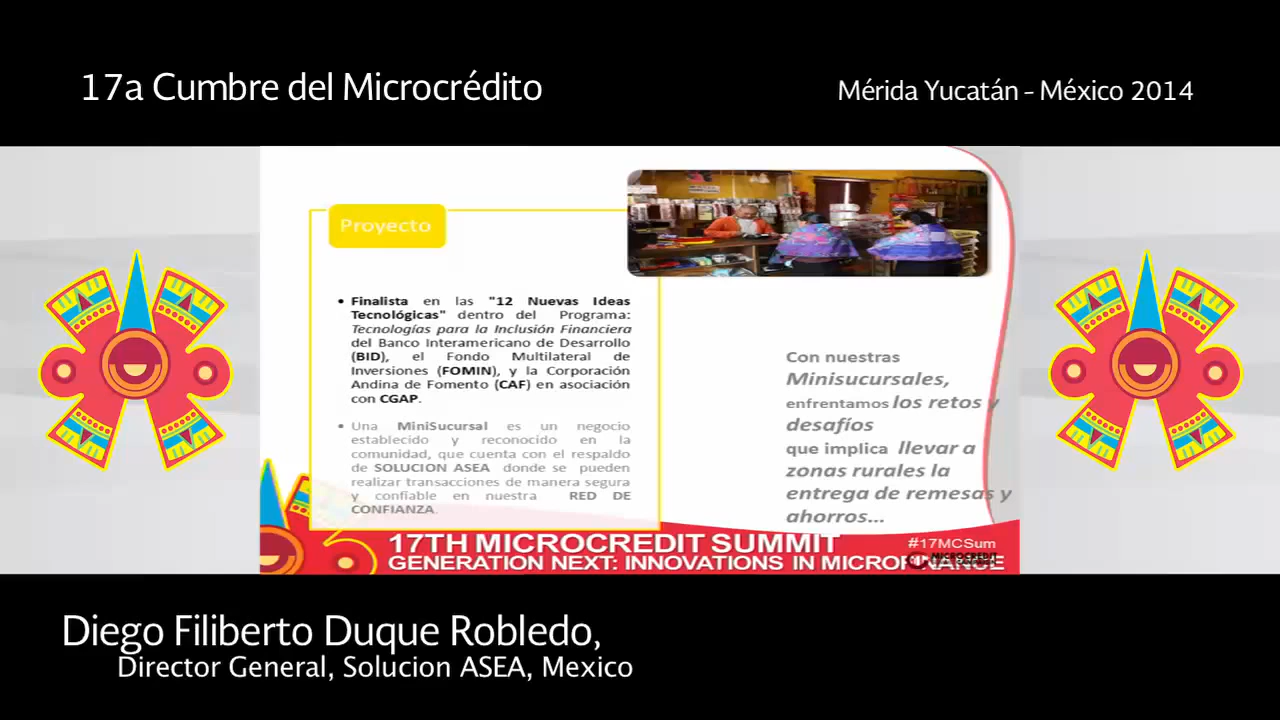 17a Cumbre del Microcrédito
Mérida Yucatán – México 2014
Proyecto
• Finalista en las "12 Nuevas Ideas
Tecnológicas" dentro del Programa:
Tecnologías para la Inclusión Financiera
del Banco Interamericano de Desarrollo
(BID), el Fondo Multilateral de
Inversiones (FOMIN), y la Corporación
Andina de Fomento (CAF) en asociación
con CGAP.
• Una MiniSucursal es un negocio
establecido y reconocido en la
comunidad, que cuenta con el respaldo
de SOLUCION ASEA donde se pueden
realizar transacciones de manera segura
y confiable en nuestra RED DE
CONFIANZA.
Con nuestras
Minisucursales,
enfrentamos los retos y
desafíos
que implica llevar a
zonas rurales la
entrega de remesas y
ahorros...
17TH MICROCREDIT SUMMIT
GENERATION NEXT: INNOVATIONS IN MICROFINANCE
#17MCSum
MICROCREDIT
Diego Filiberto Duque Robledo,
Director General, Solucion ASEA, Mexico